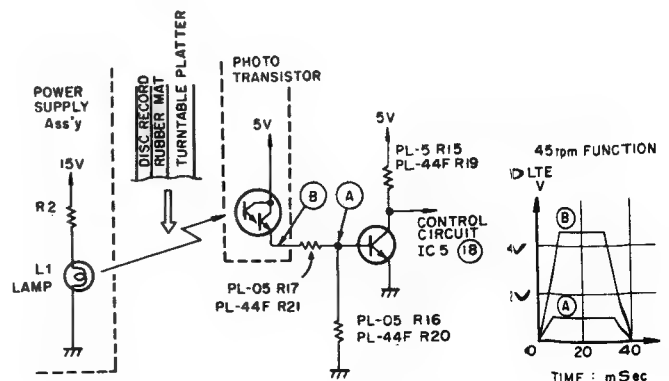 POWER
SUPPLY
Ass'y
15V
R2
L1
LAMP
DISC RECORD
RUBBER MAT
TURNTABLE PLATTER
PHOTO
TRANSISTOR
5V
B
A
PL-05 R17
PL-44F R21
PL-05 R16
PL-44F R20
5V
PL-5 R15
PL-44F R19
CONTROL
CIRCUIT
IC5 18
45rpm FUNCTION
LTE
V
B
4V
2V
A
0 20 40
TIME : mSec